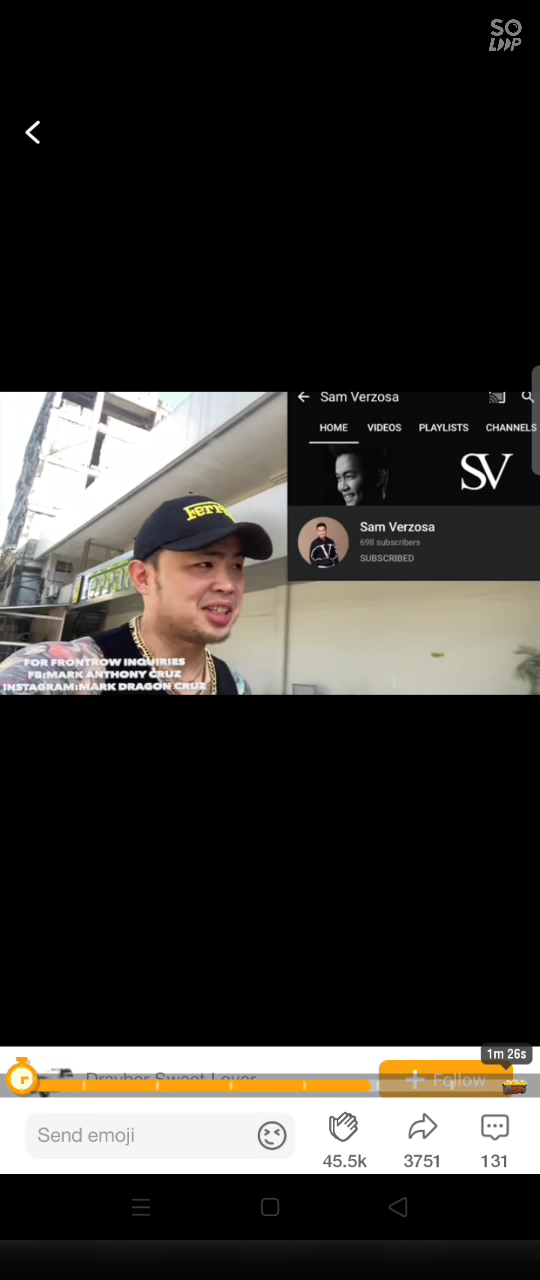 SO
LOOP
Sam Verzosa
HOME VIDEOS PLAYLISTS CHANNELS
SV
Sam Verzosa
698 subscribers
SUBSCRIBED
V
FOR FRONTROW INQUIRIES
FB:MARK ANTHONY CRUZ
INSTAGRAM:MARK DRAGON CRUZ
1m 26s
Follow
Send emoji
45.5k 3751 131